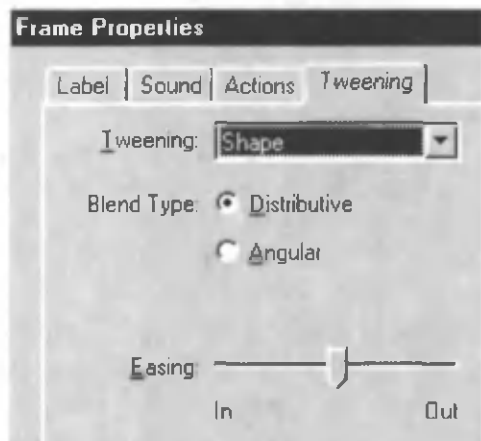 Frame Properties
Label Sound Actions Tweening
Tweening: Shape
Blend Type: Distributive
Angular
Easing:
In Out